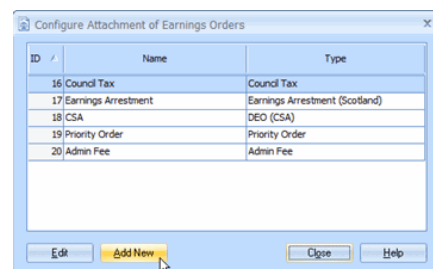 Configure Attachment of Earnings Orders x
ID Name Type
16 Council Tax Council Tax
17 Earnings Arrestment Earnings Arrestment (Scotland)
18 CSA DEO (CSA)
19 Priority Order Priority Order
20 Admin Fee Admin Fee
Edit Add New Close Help